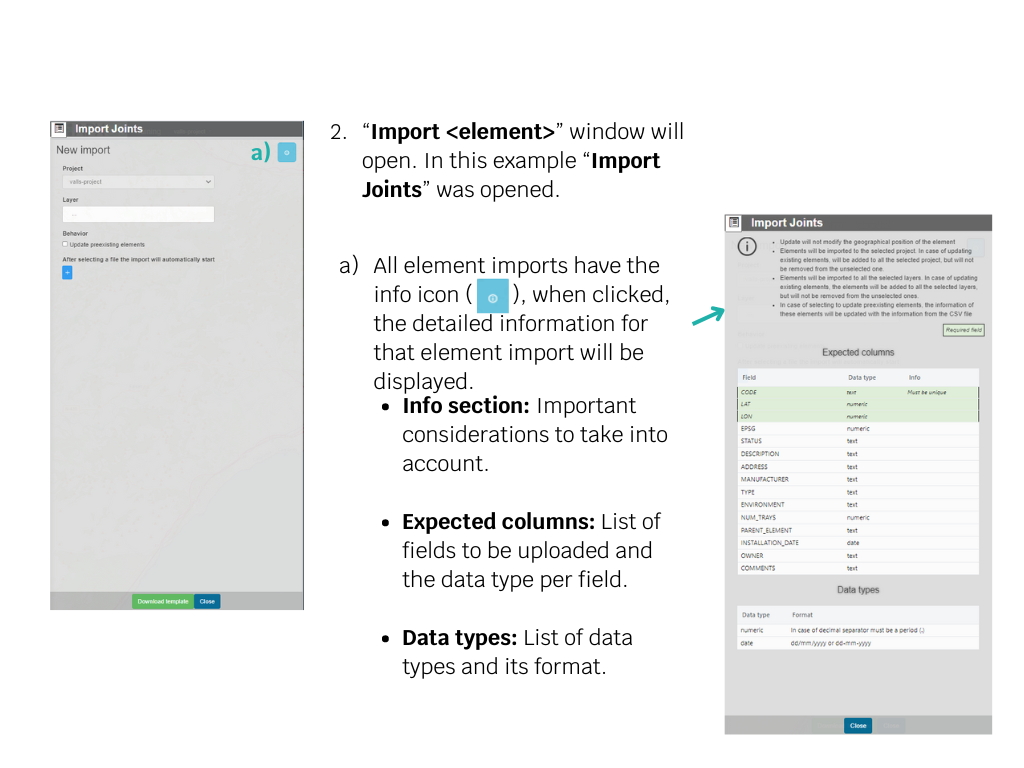 Import Joints
New import
a)
Project
valls-project
Layer
Behavior
Update preexisting elements
After selecting a file the import will automatically start
Download template
Close
2. “Import <element>” window will
open. In this example “Import
Joints” was opened.
a) All element imports have the
info icon ( ), when clicked,
the detailed information for
that element import will be
displayed.
• Info section: Important
considerations to take into
account.
• Expected columns: List of
fields to be uploaded and
the data type per field.
• Data types: List of data
types and its format.
Import Joints
• Update will not modify the geographical position of the element
• Elements will be imported to the selected project. In case of updating
existing elements, will be added to all the selected project, but will not
be removed from the unselected one.
• Elements will be imported to all the selected layers. In case of updating
existing elements, the elements will be added to all the selected layers,
but will not be removed from the unselected ones.
• In case of selecting to update preexisting elements, the information of
these elements will be updated with the information from the CSV file
Required field
Expected columns
Field Data type Info
CODE text Must be unique
LAT numeric
LON numeric
EPSG numeric
STATUS text
DESCRIPTION text
ADDRESS text
MANUFACTURER text
TYPE text
ENVIRONMENT text
NUM_TRAYS numeric
PARENT_ELEMENT text
INSTALLATION_DATE date
OWNER text
COMMENTS text
Data types
Data type Format
numeric In case of decimal separator must be a period (.)
date dd/mm/yyyy or dd-mm-yyyy
Close